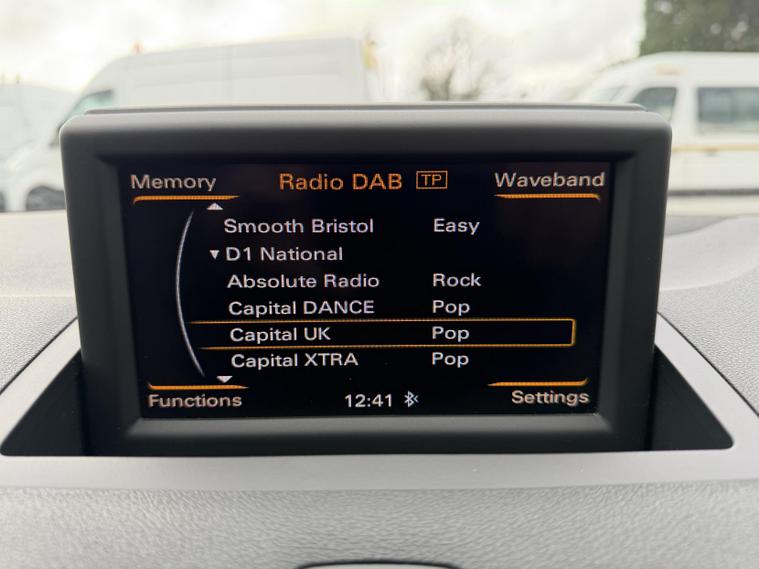 Memory Radio DAB TP Waveband
Smooth Bristol Easy
▼ D1 National
Absolute Radio Rock
Capital DANCE Pop
Capital UK Pop
Capital XTRA Pop
Functions 12:41 Settings